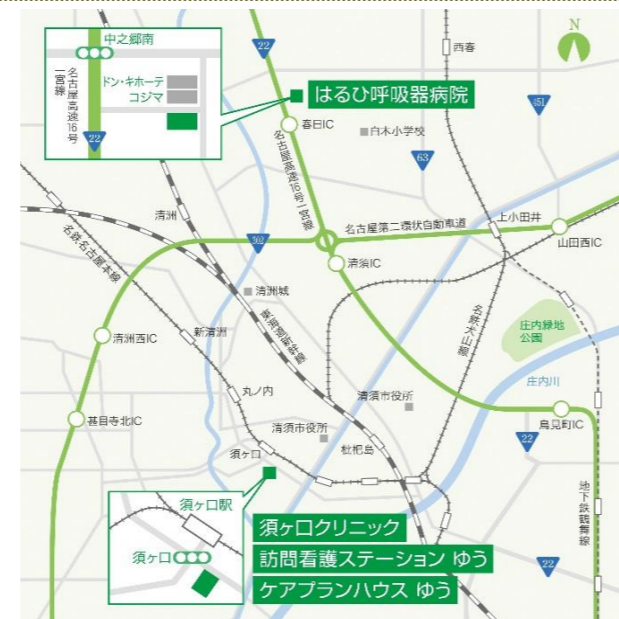 中之郷南
名古屋高速16号
一宮線
ドン・キホーテ
コジマ
22
22
N
西春
はるひ呼吸器病院
451
春日IC
白木小学校
63
名古屋高速16号一宮線
清洲
302
名古屋第二環状自動車道
上小田井
山田西IC
名鉄名古屋本線
清須IC
清洲城
東海道本線
名鉄犬山線
庄内緑地
公園
清洲西IC
新清洲
庄内川
丸ノ内
清須市役所
甚目寺北IC
清須市役所
鳥見町IC
22
須ヶ口
枇杷島
地下鉄鶴舞線
須ヶ口駅
須ヶ口
須ヶ口クリニック
訪問看護ステーション ゆう
ケアプランハウス ゆう
22